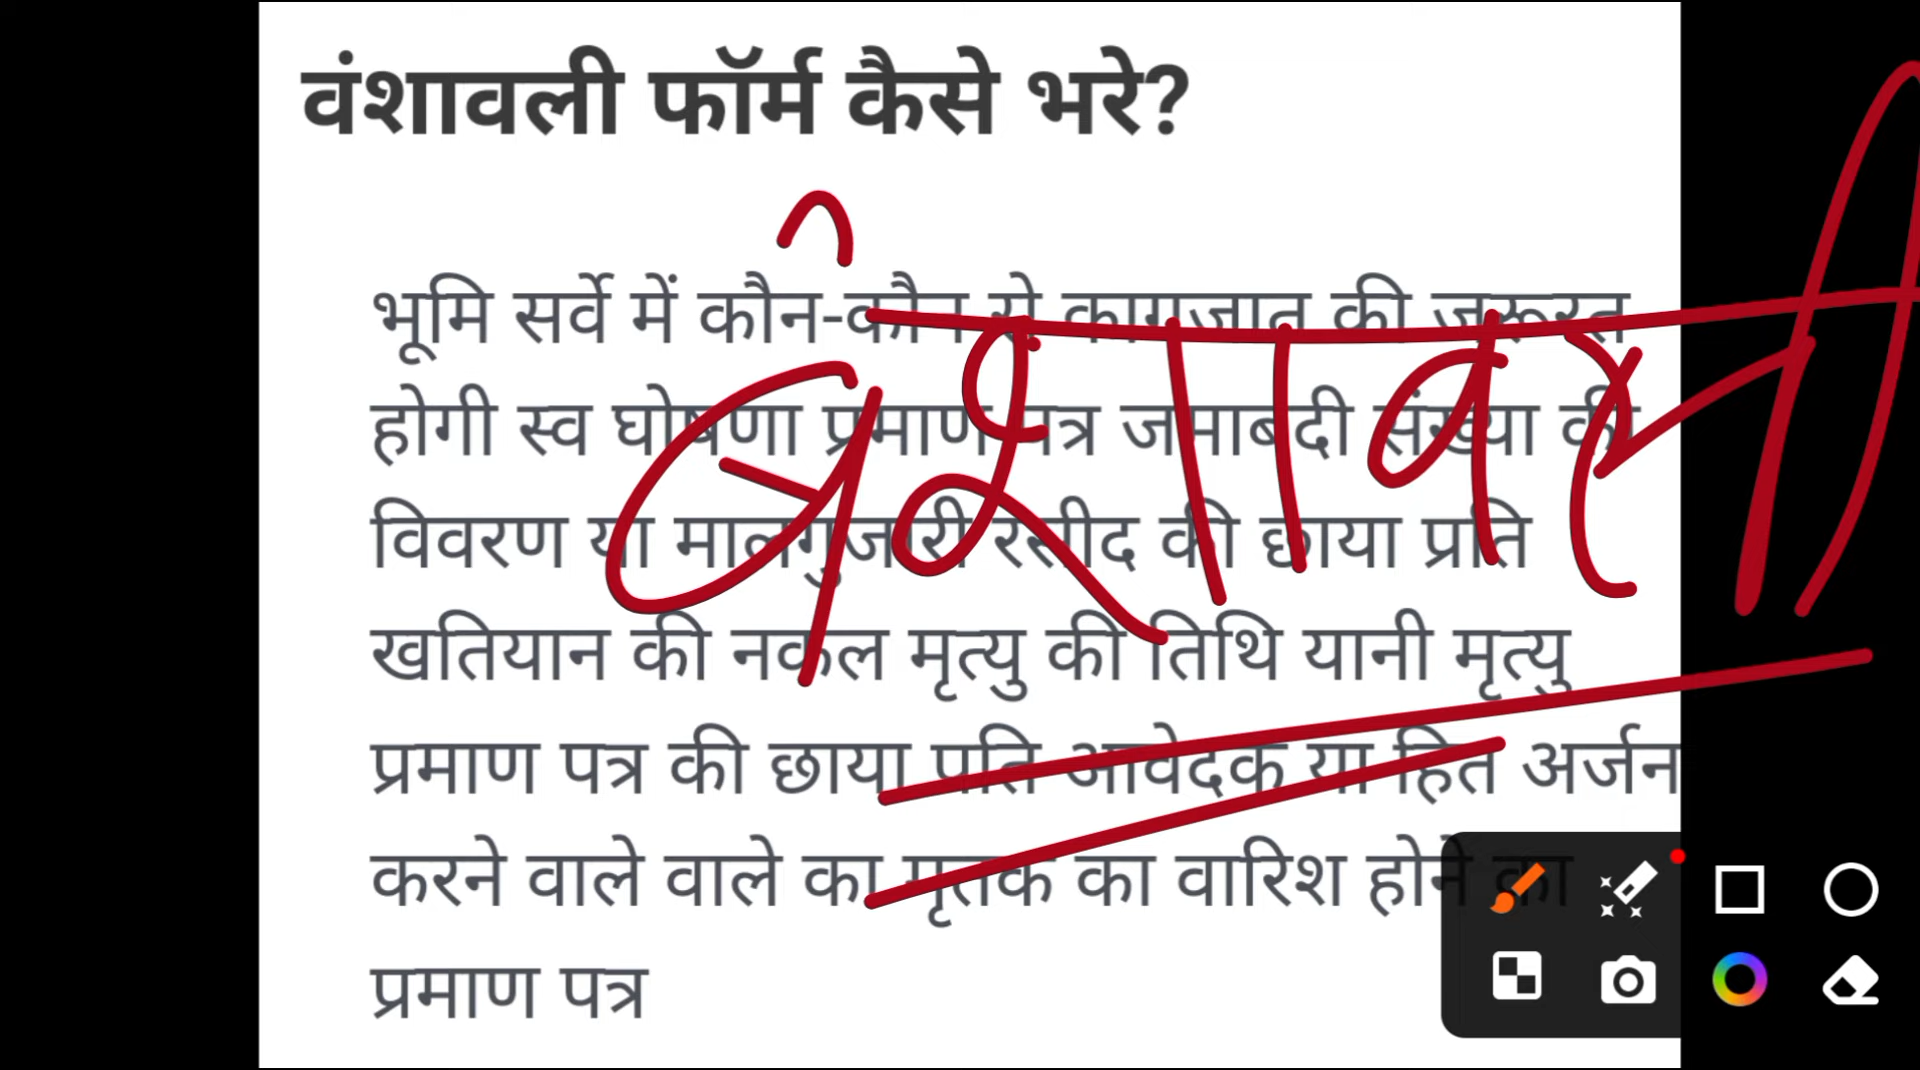 वंशावली फॉर्म कैसे भरे?
भूमि सर्वे में कौन-कौन से कागजात की जरूरत
होगी स्व घोषणा प्रमाण पत्र जमाबंदी संख्या की
विवरण या मालगुजारी रसीद की छाया प्रति
खतियान की नकल मृत्यु की तिथि यानी मृत्यु
प्रमाण पत्र की छाया प्रति आवेदक या हित अर्जन
करने वाले वाले का मृतक का वारिश होने का
प्रमाण पत्र
वंशावली